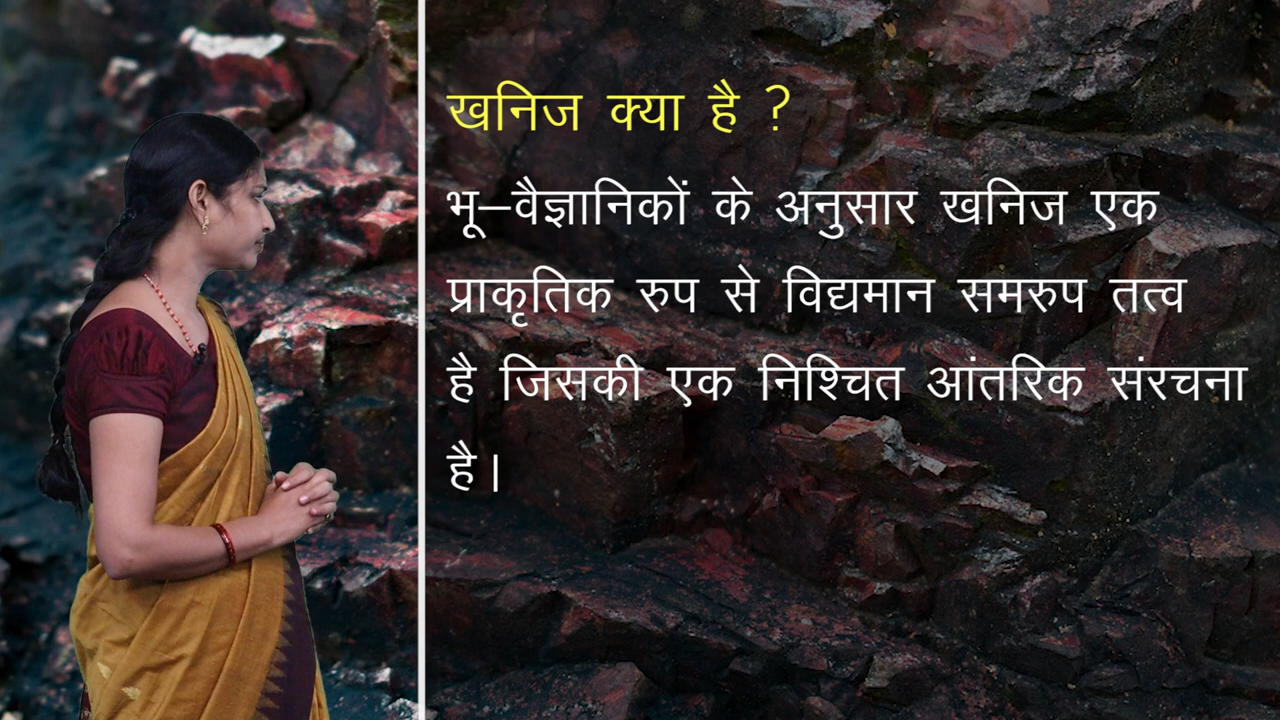 खनिज क्या है ?
भू–वैज्ञानिकों के अनुसार खनिज एक
प्राकृतिक रुप से विद्यमान समरुप तत्व
है जिसकी एक निश्चित आंतरिक संरचना
है।